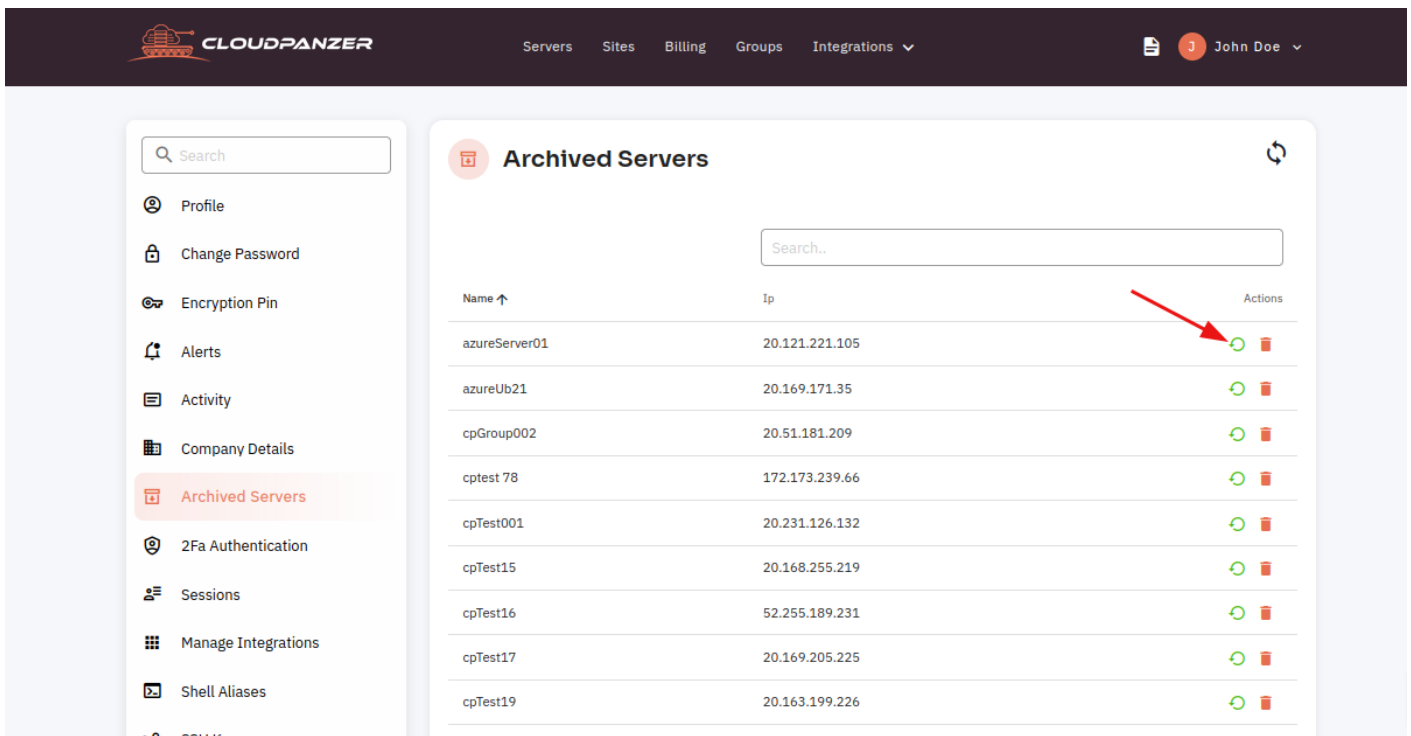 CLOUDPANZER
Servers Sites Billing Groups Integrations
J John Doe
Search
Profile
Change Password
Encryption Pin
Alerts
Activity
Company Details
Archived Servers
2Fa Authentication
Sessions
Manage Integrations
Shell Aliases
Archived Servers
Search..
Name Ip Actions
azureServer01 20.121.221.105
azureUb21 20.169.171.35
cpGroup002 20.51.181.209
cptest 78 172.173.239.66
cpTest001 20.231.126.132
cpTest15 20.168.255.219
cpTest16 52.255.189.231
cpTest17 20.169.205.225
cpTest19 20.163.199.226